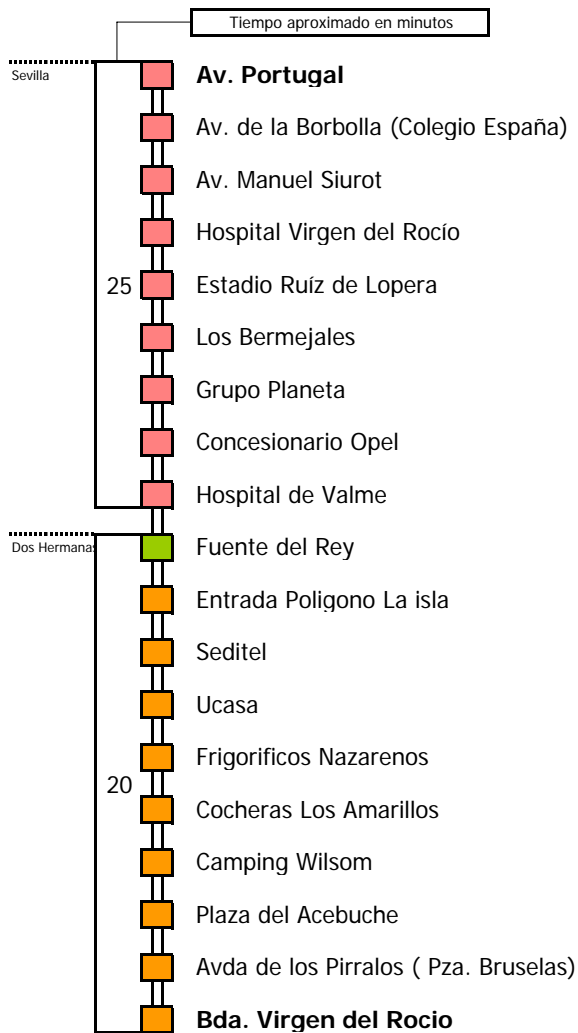 Tiempo aproximado en minutos
Sevilla
Av. Portugal
Av. de la Borbolla (Colegio España)
Av. Manuel Siurot
Hospital Virgen del Rocío
25
Estadio Ruíz de Lopera
Los Bermejales
Grupo Planeta
Concesionario Opel
Hospital de Valme
Dos Hermanas
Fuente del Rey
Entrada Poligono La isla
Seditel
Ucasa
Frigorificos Nazarenos
20
Cocheras Los Amarillos
Camping Wilsom
Plaza del Acebuche
Avda de los Pirralos ( Pza. Bruselas)
Bda. Virgen del Rocio